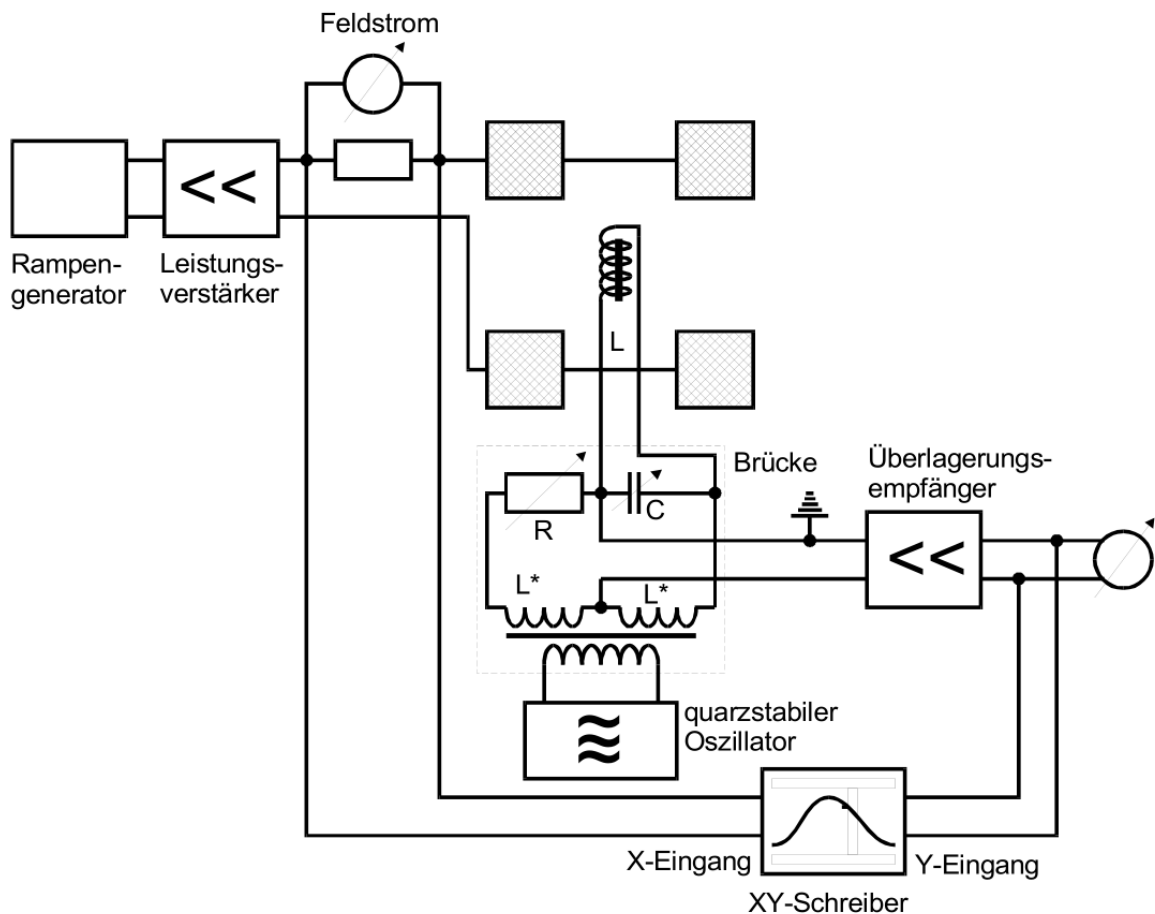 Feldstrom
Rampen-
generator
Leistungs-
verstärker
<<
L
Brücke
Überlagerungs-
empfänger
<<
R
C
L*
L*
quarzstabiler
Oszillator
X-Eingang
Y-Eingang
XY-Schreiber